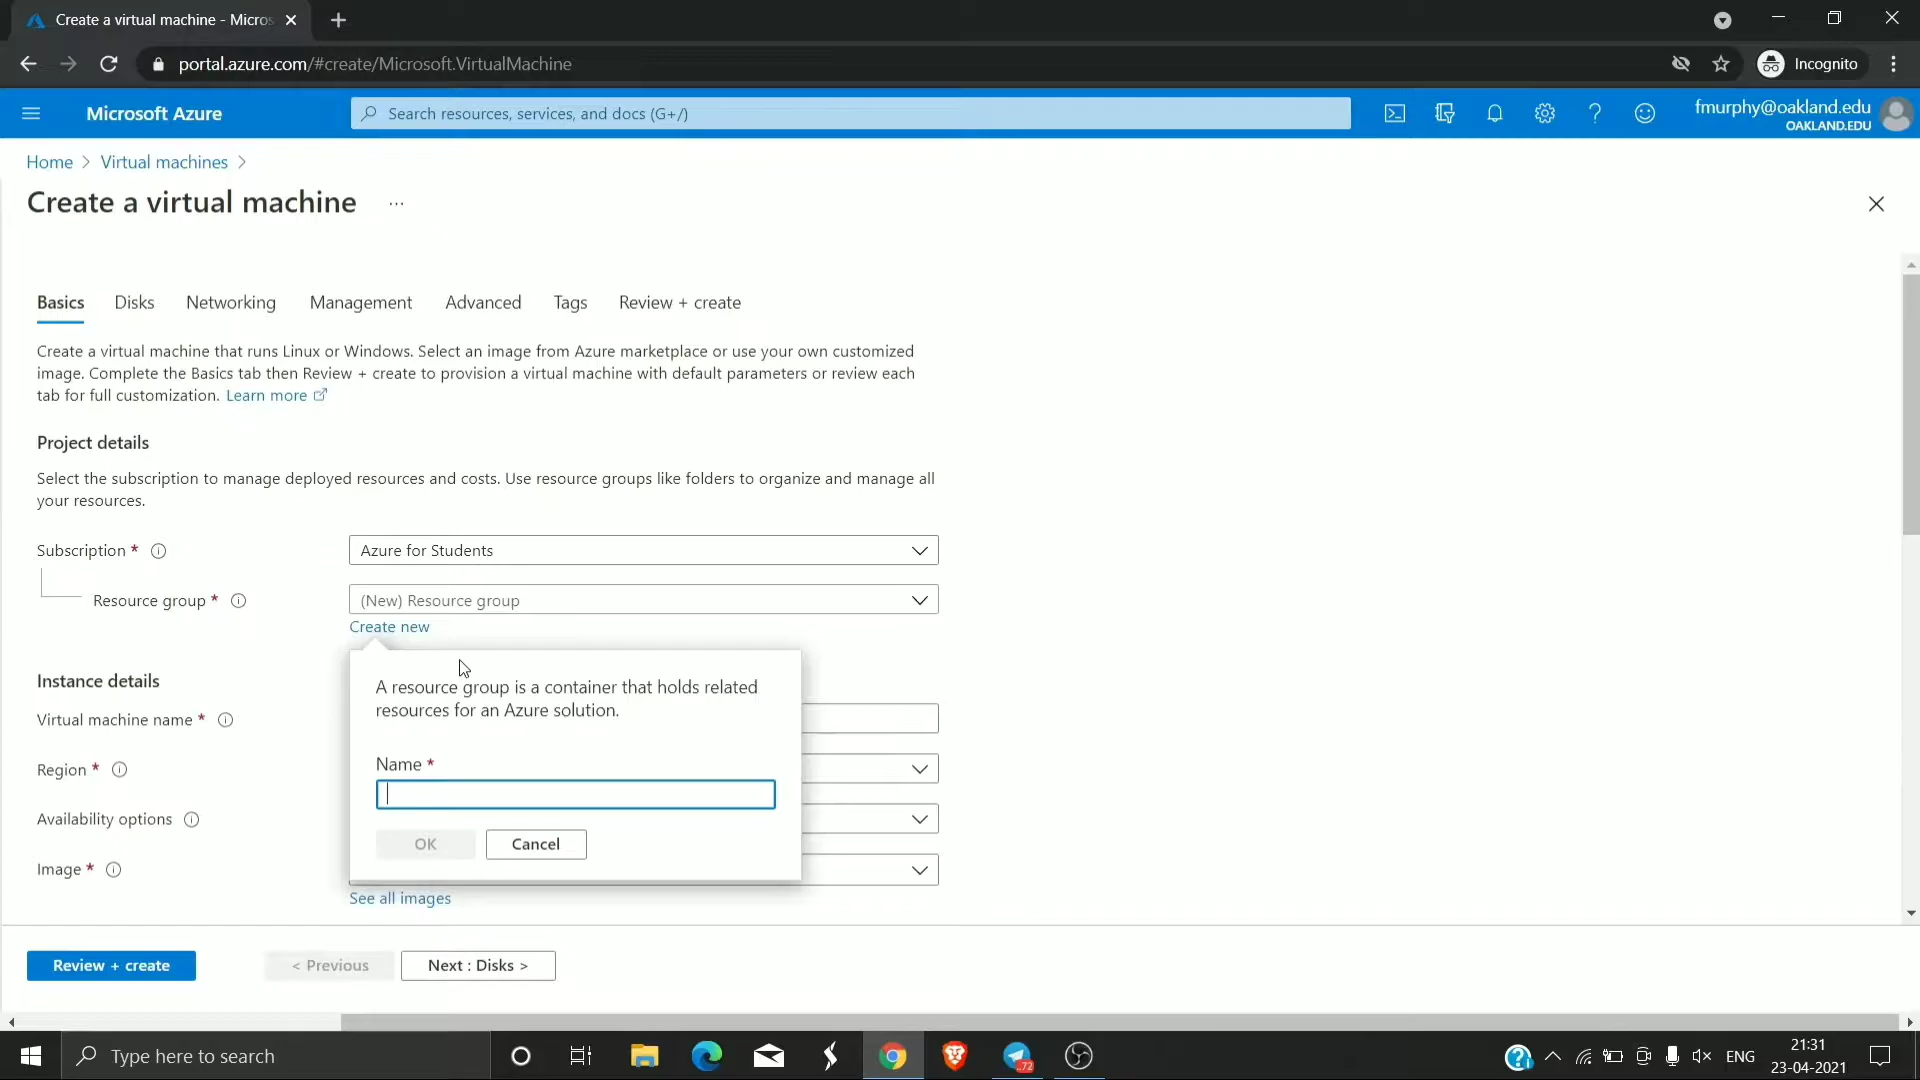 Create a virtual machine - Micros
portal.azure.com/#create/Microsoft.VirtualMachine
Incognito
Microsoft Azure
Search resources, services, and docs (G+/)
fmurphy@oakland.edu
OAKLAND.EDU
Home > Virtual machines >
Create a virtual machine ...
Basics Disks Networking Management Advanced Tags Review + create
Create a virtual machine that runs Linux or Windows. Select an image from Azure marketplace or use your own customized
image. Complete the Basics tab then Review + create to provision a virtual machine with default parameters or review each
tab for full customization. Learn more
Project details
Select the subscription to manage deployed resources and costs. Use resource groups like folders to organize and manage all
your resources.
Subscription *
Azure for Students
Resource group *
(New) Resource group
Create new
A resource group is a container that holds related
resources for an Azure solution.
Name *
OK Cancel
Instance details
Virtual machine name *
Region *
Availability options
Image *
See all images
Review + create < Previous Next : Disks >
Type here to search
72
ENG
21:31
23-04-2021